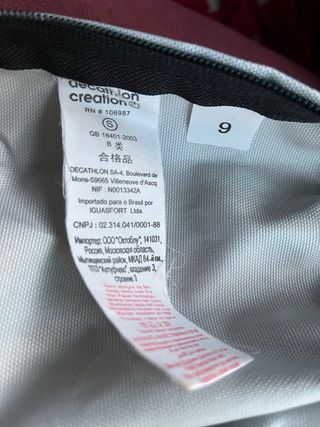 decathlon
creation
RN # 106987
S
GB 18401-2003
B 类
合格品
DECATHLON SA-4, Boulevard de
Mons-59665 Villeneuve d'Ascq
NIF : N0013342A
Importado para o Brasil por
IGUASFORT Ltda.
CNPJ : 02.314.041/0001-88
Импортер: ООО "Октоблу", 141031,
Россия, Московская область,
Мытищинский район, МКАД 84-й км.,
владение 3,
строение 3
9